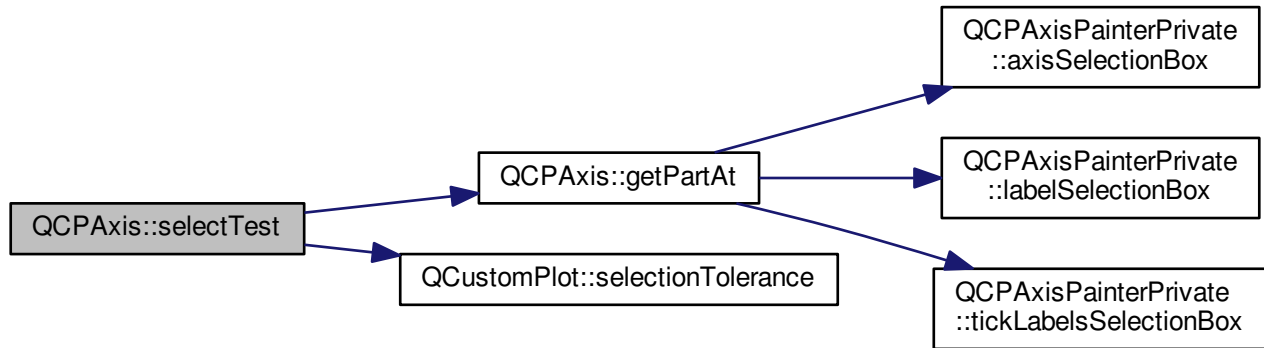 QCPAxisPainterPrivate
::axisSelectionBox
QCPAxis::getPartAt
QCPAxisPainterPrivate
::labelSelectionBox
QCPAxis::selectTest
QCustomPlot::selectionTolerance
QCPAxisPainterPrivate
::tickLabelsSelectionBox